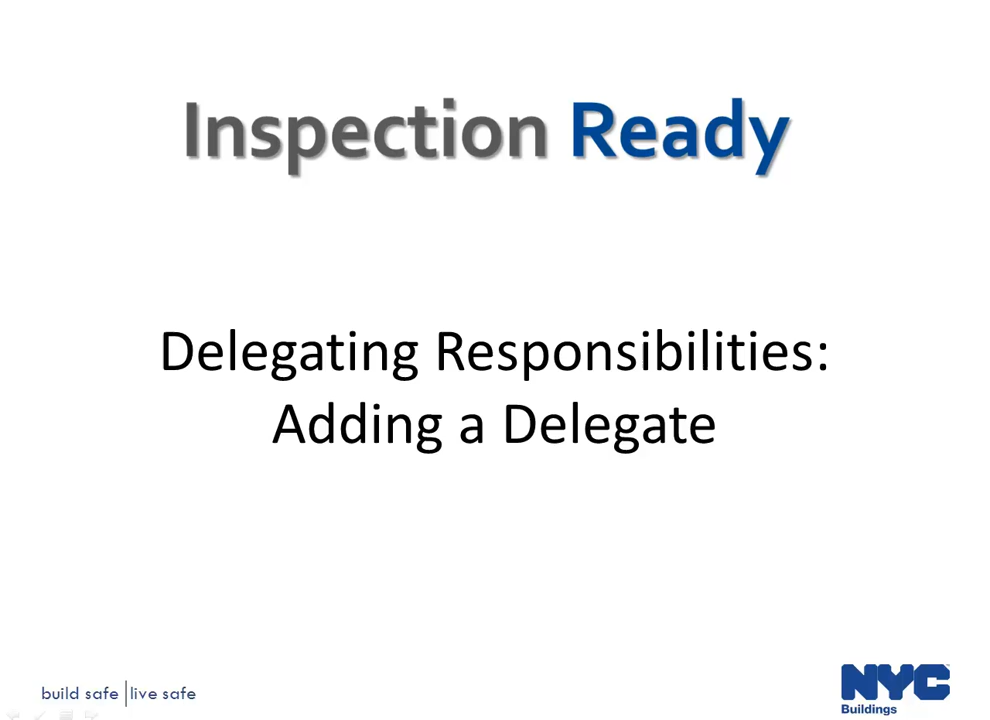 Inspection Ready
Delegating Responsibilities:
Adding a Delegate
build safe | live safe
NYC
Buildings